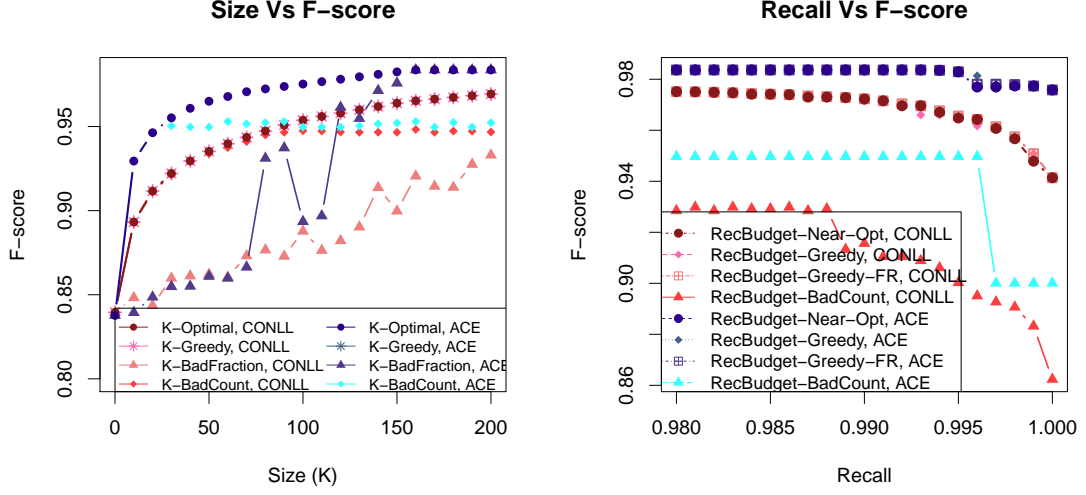 Size Vs F−score
F−score
0.80 0.85 0.90 0.95
K−Optimal, CONLL
K−Greedy, CONLL
K−BadFraction, CONLL
K−BadCount, CONLL
K−Optimal, ACE
K−Greedy, ACE
K−BadFraction, ACE
K−BadCount, ACE
0 50 100 150 200
Size (K)
Recall Vs F−score
F−score
0.86 0.90 0.94 0.98
RecBudget−Near−Opt, CONLL
RecBudget−Greedy, CONLL
RecBudget−Greedy−FR, CONLL
RecBudget−BadCount, CONLL
RecBudget−Near−Opt, ACE
RecBudget−Greedy, ACE
RecBudget−Greedy−FR, ACE
RecBudget−BadCount, ACE
0.980 0.985 0.990 0.995 1.000
Recall